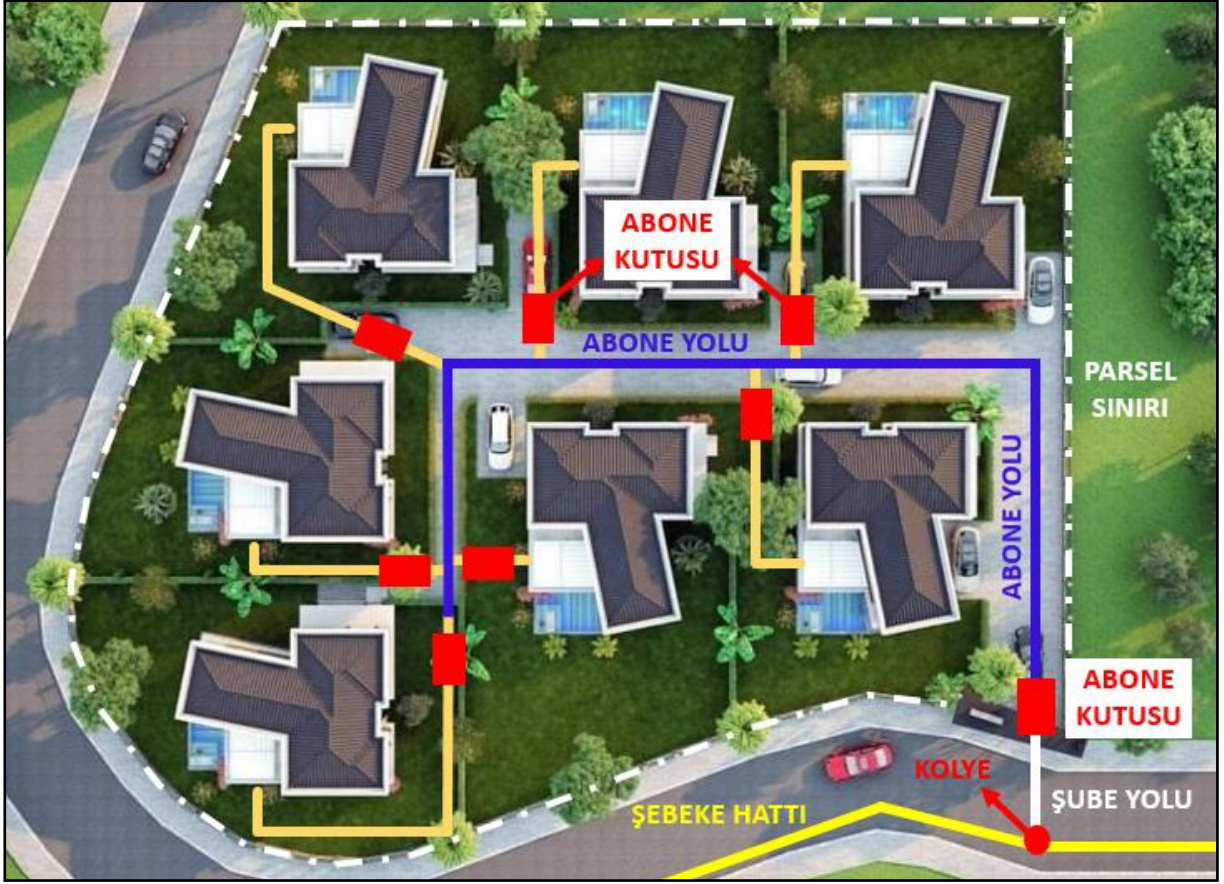 ABONE
KUTUSU
ABONE YOLU
PARSEL
SINIRI
ABONE YOLU
ABONE
KUTUSU
KOLYE
ŞUBE YOLU
ŞEBEKE HATTI